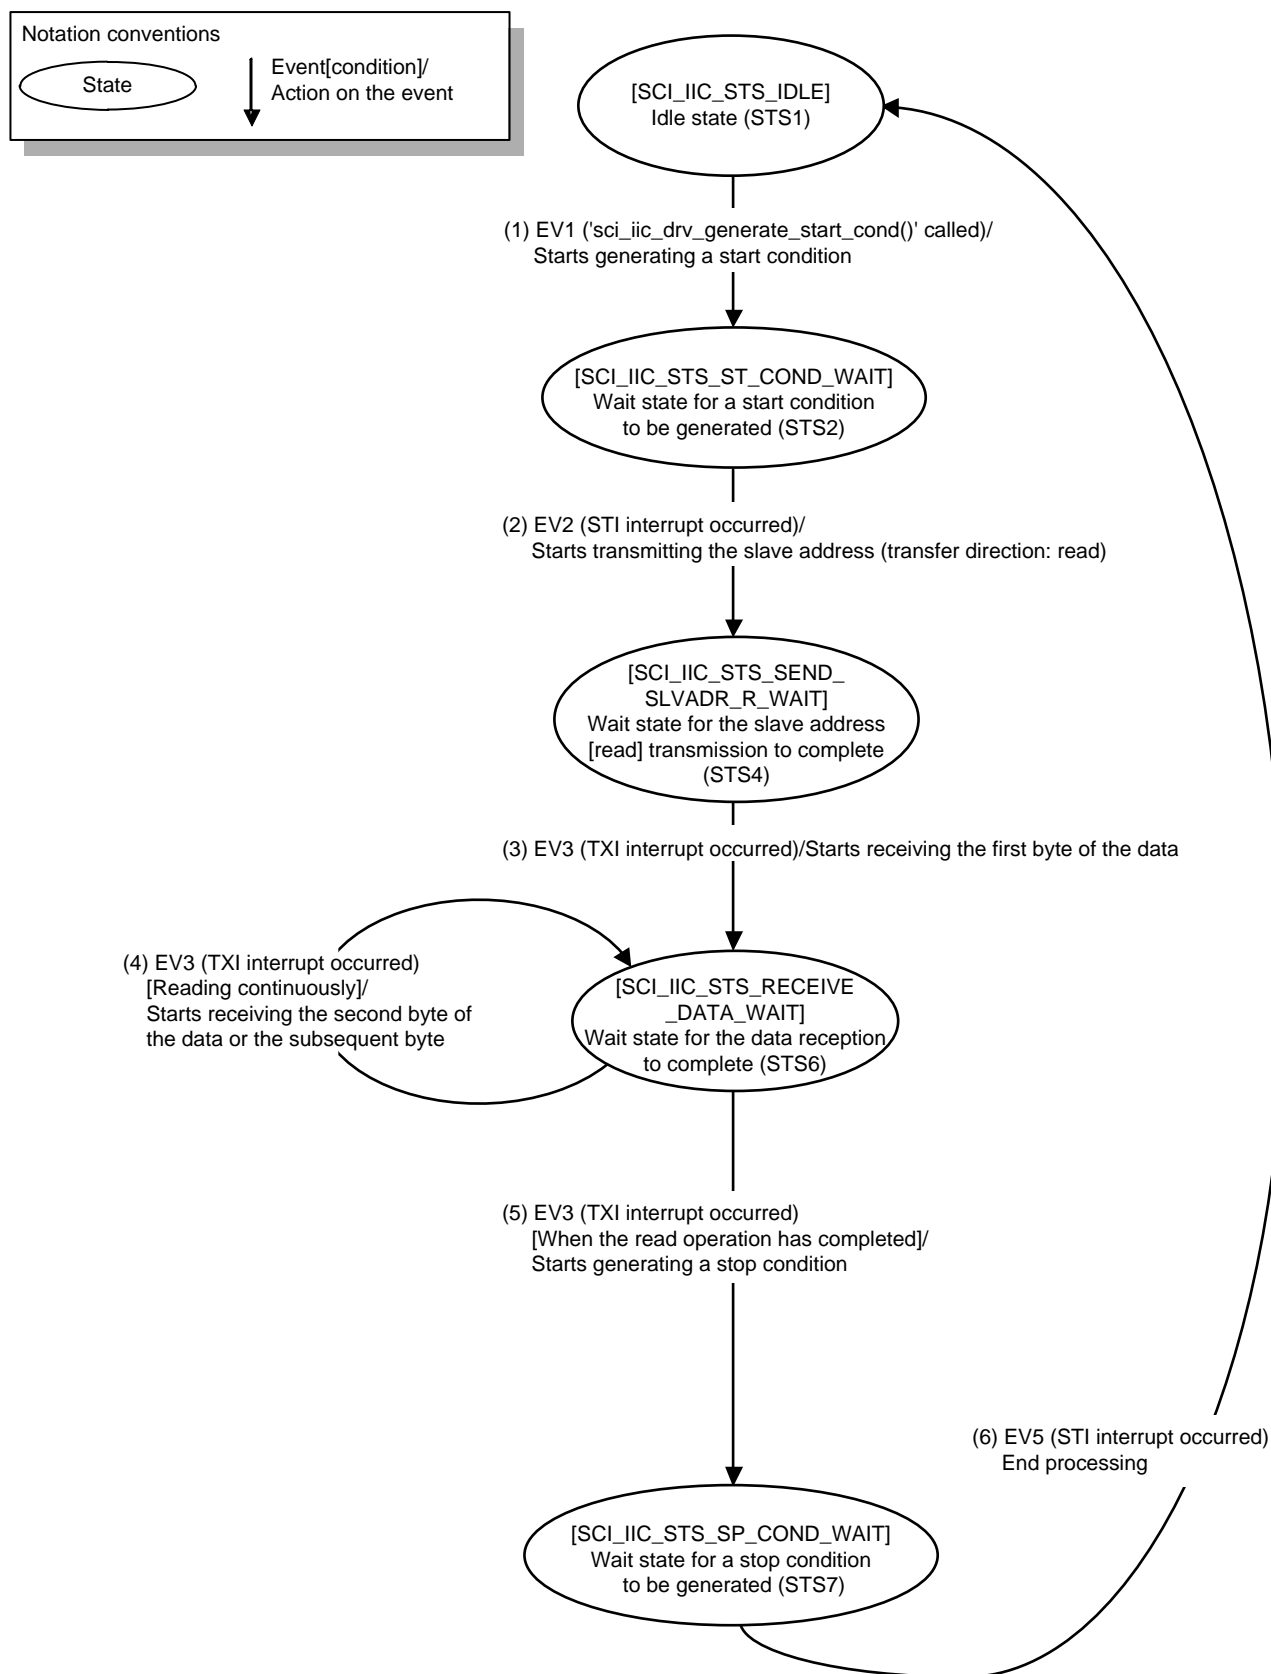 Notation conventions
State
Event[condition]/
Action on the event
[SCI_IIC_STS_IDLE]
Idle state (STS1)
(1) EV1 ('sci_iic_drv_generate_start_cond()' called)/
Starts generating a start condition
[SCI_IIC_STS_ST_COND_WAIT]
Wait state for a start condition
to be generated (STS2)
(2) EV2 (STI interrupt occurred)/
Starts transmitting the slave address (transfer direction: read)
[SCI_IIC_STS_SEND_
SLVADR_R_WAIT]
Wait state for the slave address
[read] transmission to complete
(STS4)
(3) EV3 (TXI interrupt occurred)/Starts receiving the first byte of the data
(4) EV3 (TXI interrupt occurred)
[Reading continuously]/
Starts receiving the second byte of
the data or the subsequent byte
[SCI_IIC_STS_RECEIVE
_DATA_WAIT]
Wait state for the data reception
to complete (STS6)
(5) EV3 (TXI interrupt occurred)
[When the read operation has completed]/
Starts generating a stop condition
(6) EV5 (STI interrupt occurred)
End processing
[SCI_IIC_STS_SP_COND_WAIT]
Wait state for a stop condition
to be generated (STS7)